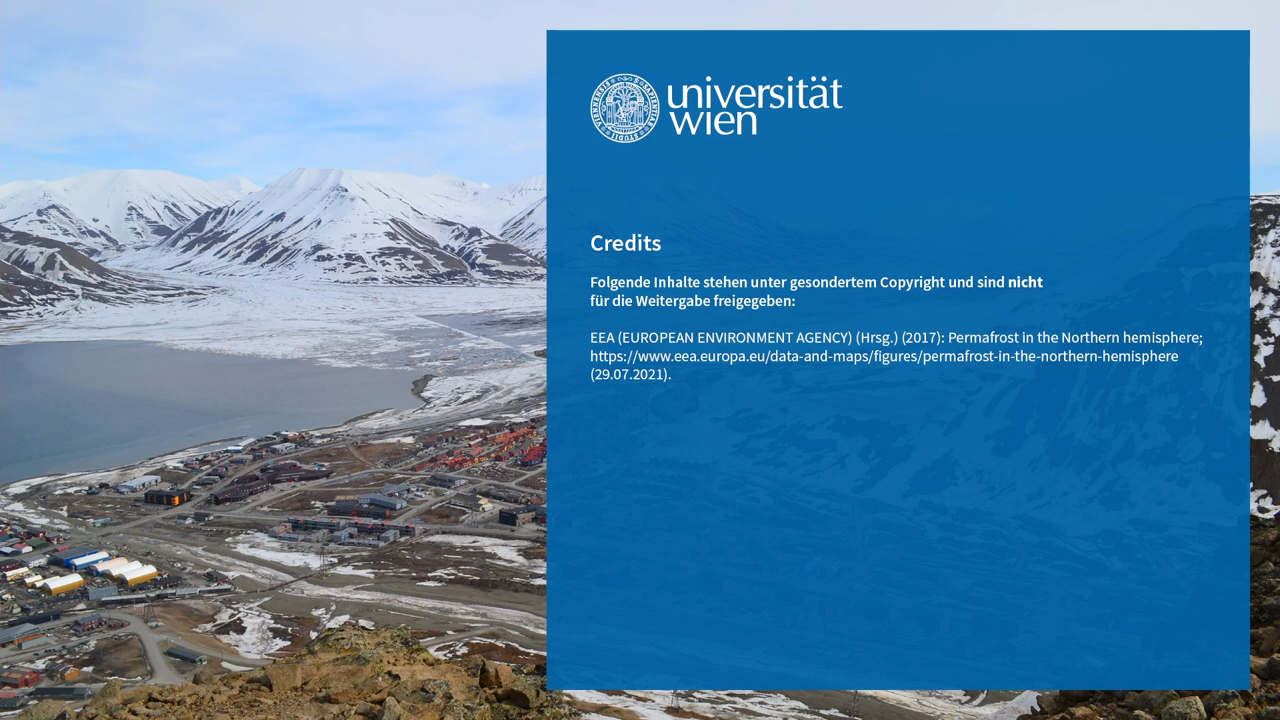 universität
wien
Credits
Folgende Inhalte stehen unter gesondertem Copyright und sind nicht
für die Weitergabe freigegeben:
EEA (EUROPEAN ENVIRONMENT AGENCY) (Hrsg.) (2017): Permafrost in the Northern hemisphere;
https://www.eea.europa.eu/data-and-maps/figures/permafrost-in-the-northern-hemisphere
(29.07.2021).